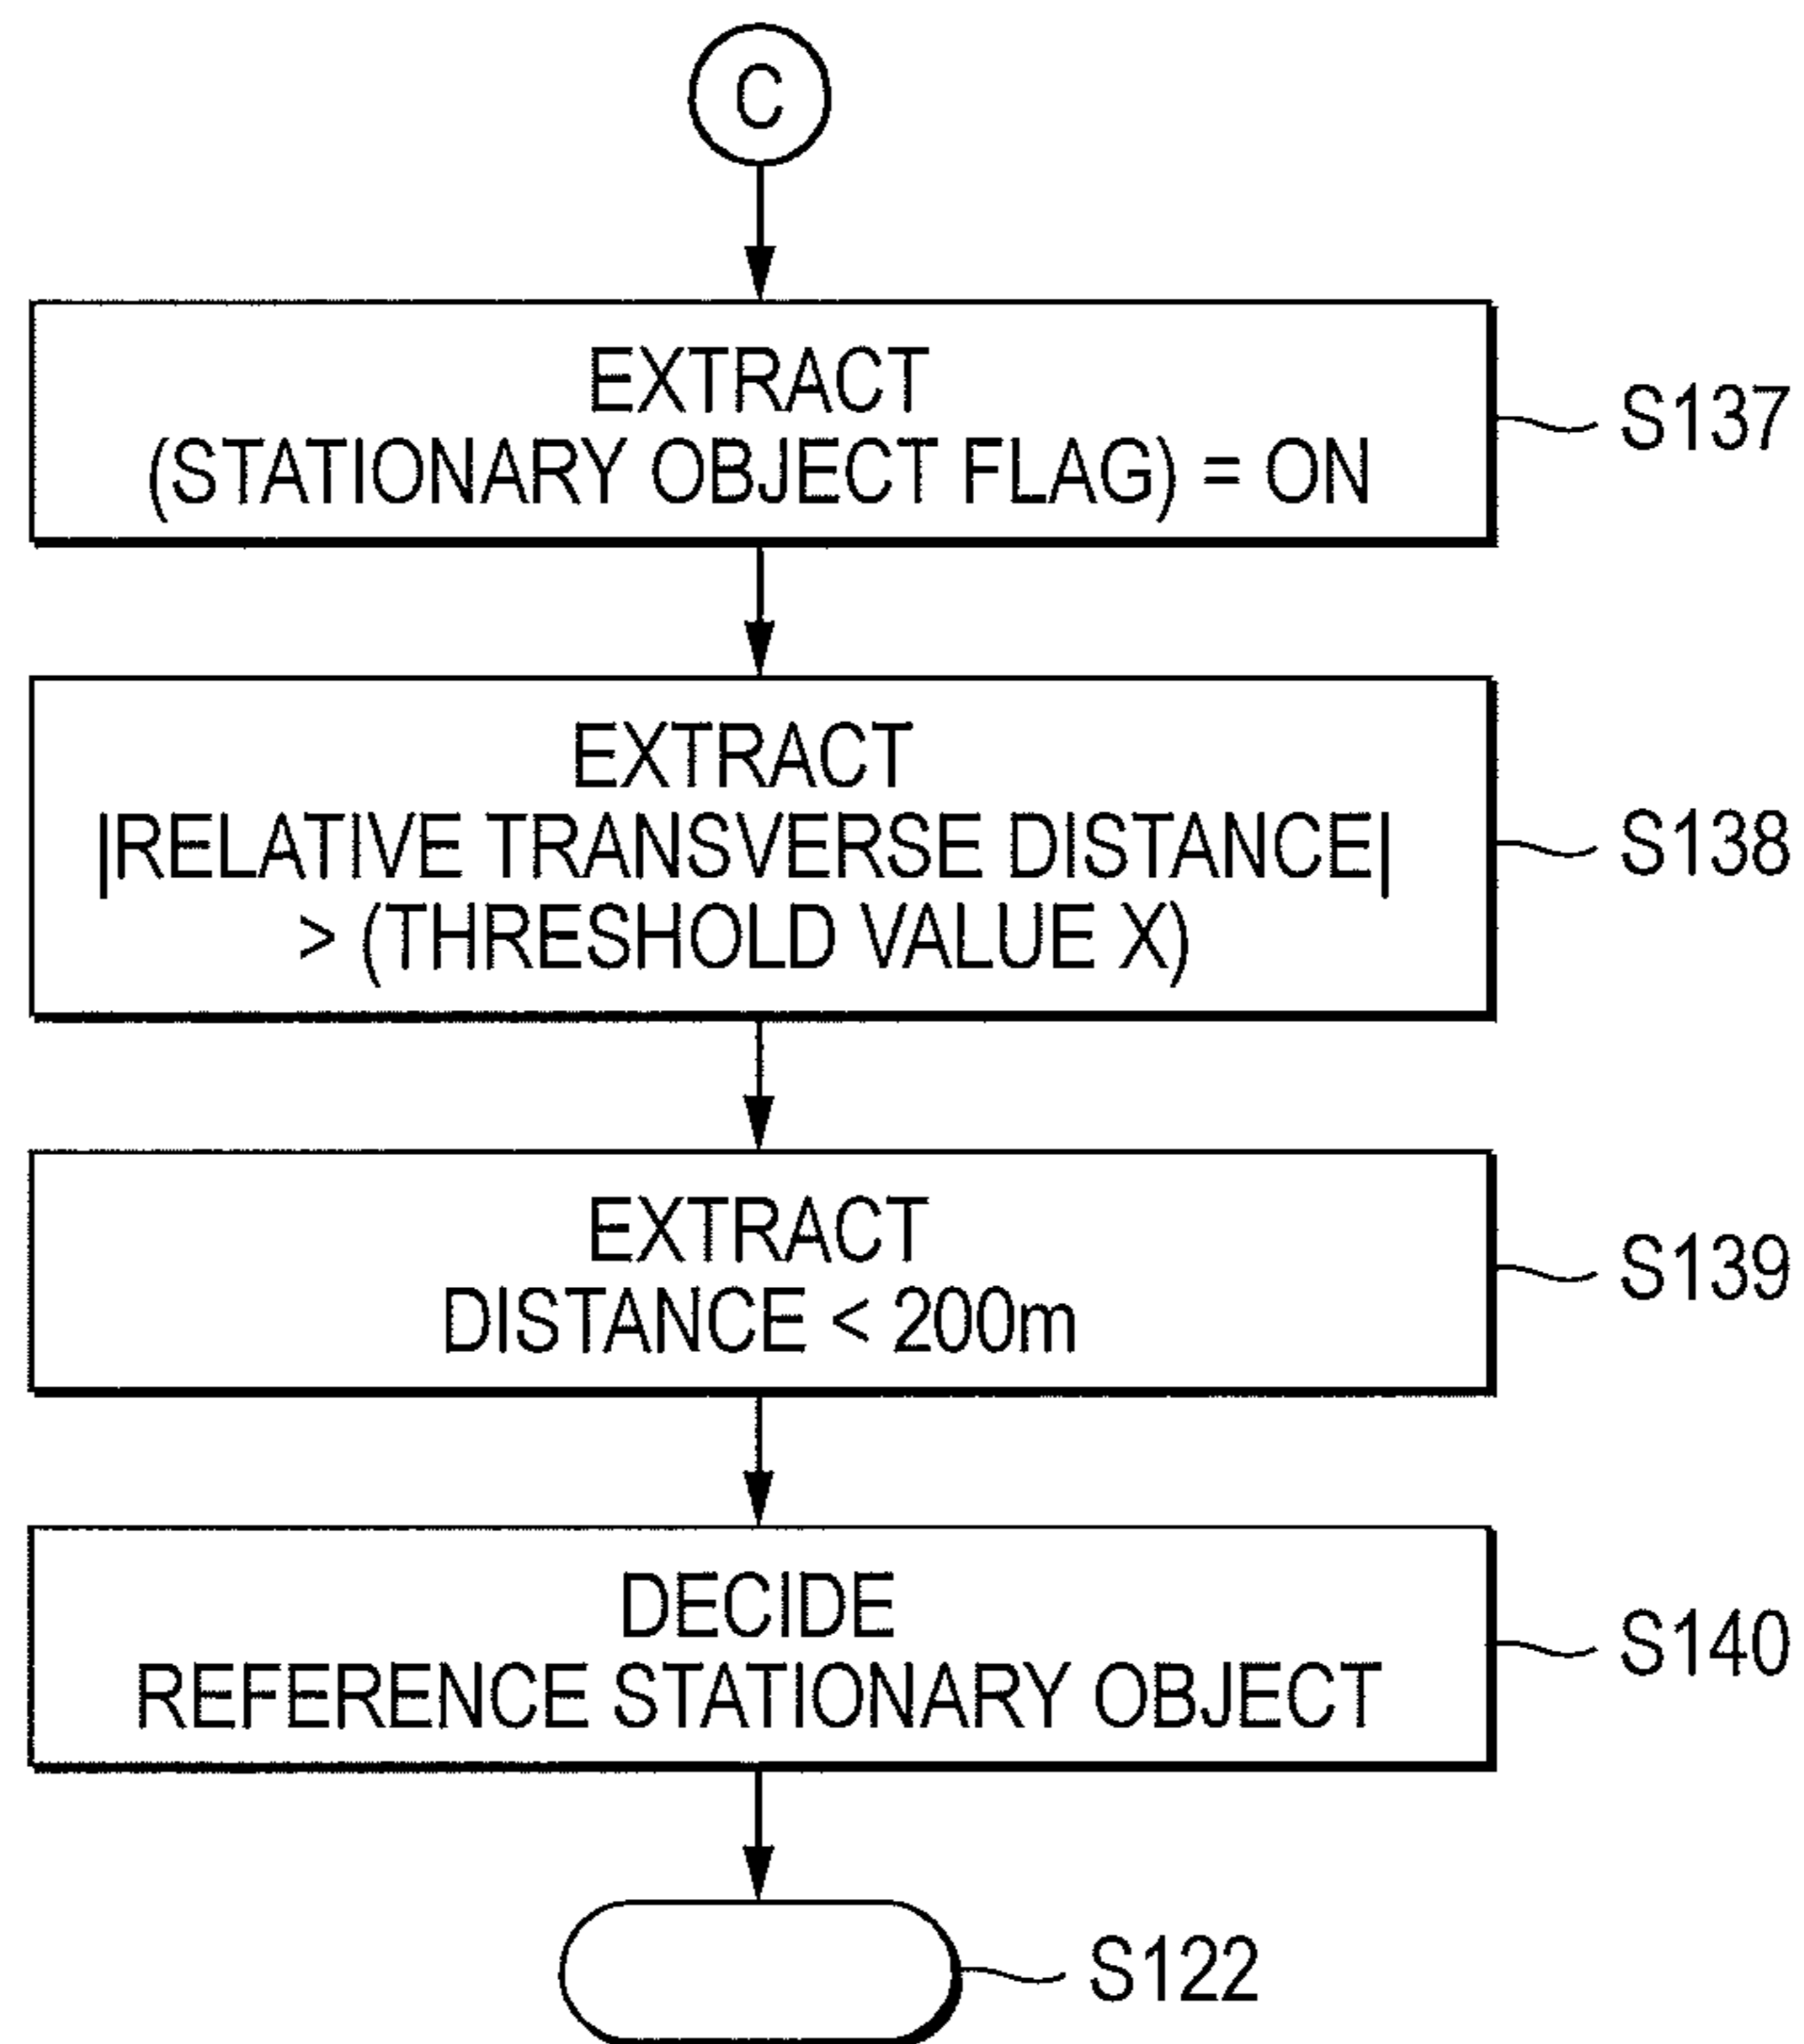 C
EXTRACT
(STATIONARY OBJECT FLAG) = ON
S137
EXTRACT
|RELATIVE TRANSVERSE DISTANCE|
> (THRESHOLD VALUE X)
S138
EXTRACT
DISTANCE < 200m
S139
DECIDE
REFERENCE STATIONARY OBJECT
S140
S122